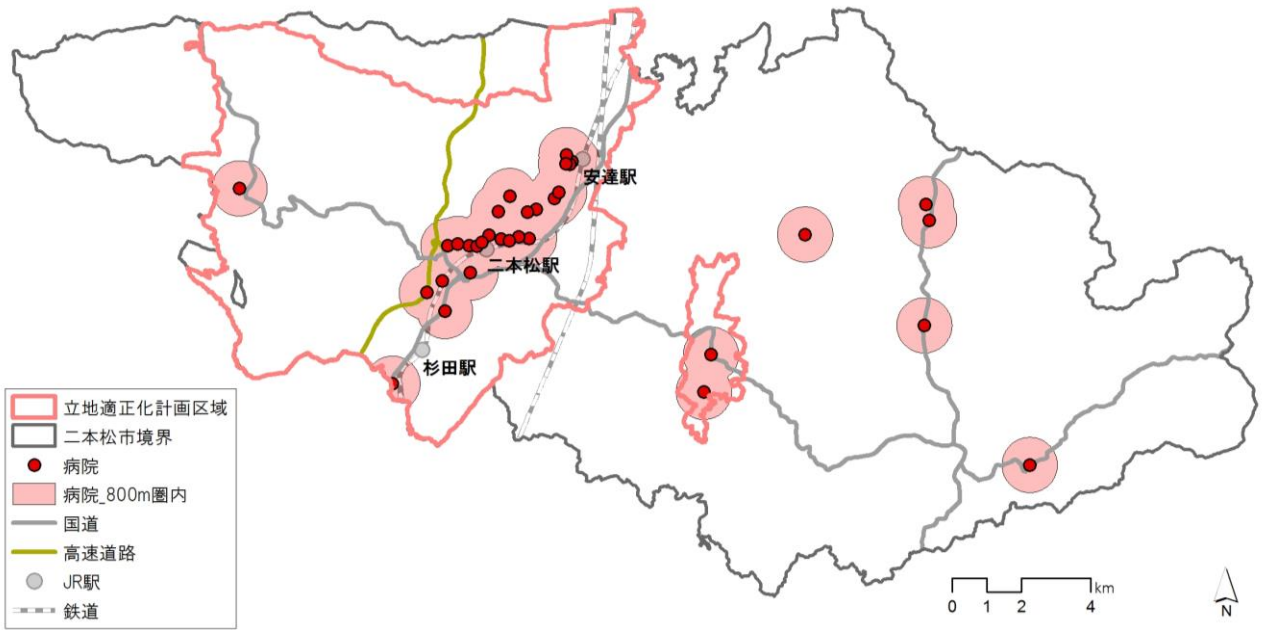 安達駅
二本松駅
杉田駅
立地適正化計画区域
二本松市境界
病院
病院_800m圏内
国道
高速道路
JR駅
鉄道
km
0 1 2 4
N